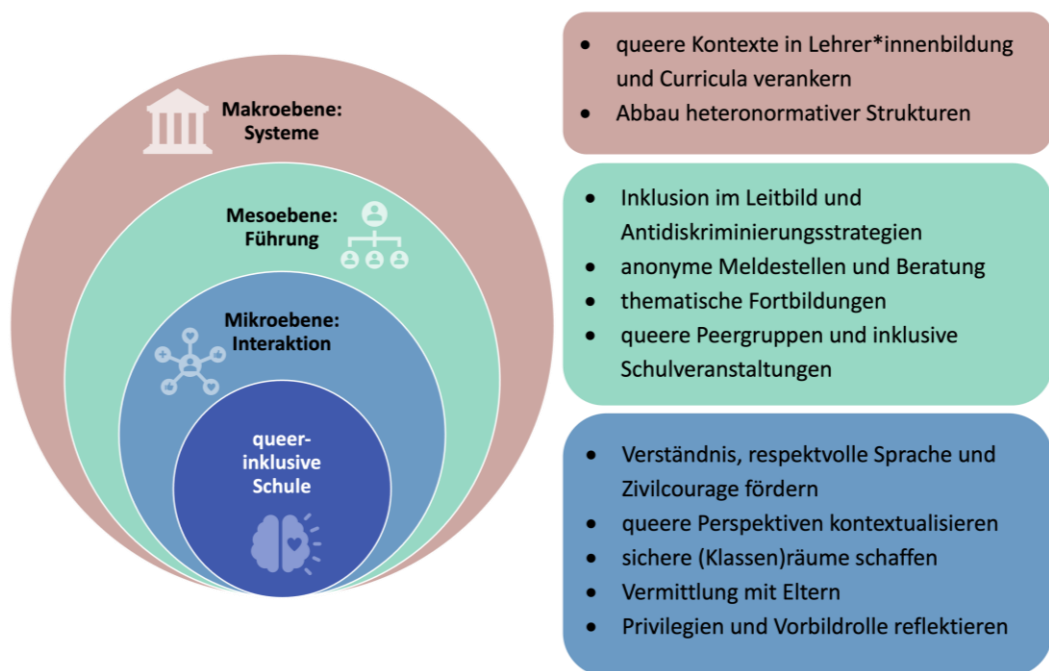 Makroebene:
Systeme
Mesoebene:
Führung
Mikroebene:
Interaktion
queer-
inklusive
Schule
• queere Kontexte in Lehrer*innenbildung
und Curricula verankern
• Abbau heteronormativer Strukturen
• Inklusion im Leitbild und
Antidiskriminierungsstrategien
• anonyme Meldestellen und Beratung
• thematische Fortbildungen
• queere Peergruppen und inklusive
Schulveranstaltungen
• Verständnis, respektvolle Sprache und
Zivilcourage fördern
• queere Perspektiven kontextualisieren
• sichere (Klassen)räume schaffen
• Vermittlung mit Eltern
• Privilegien und Vorbildrolle reflektieren